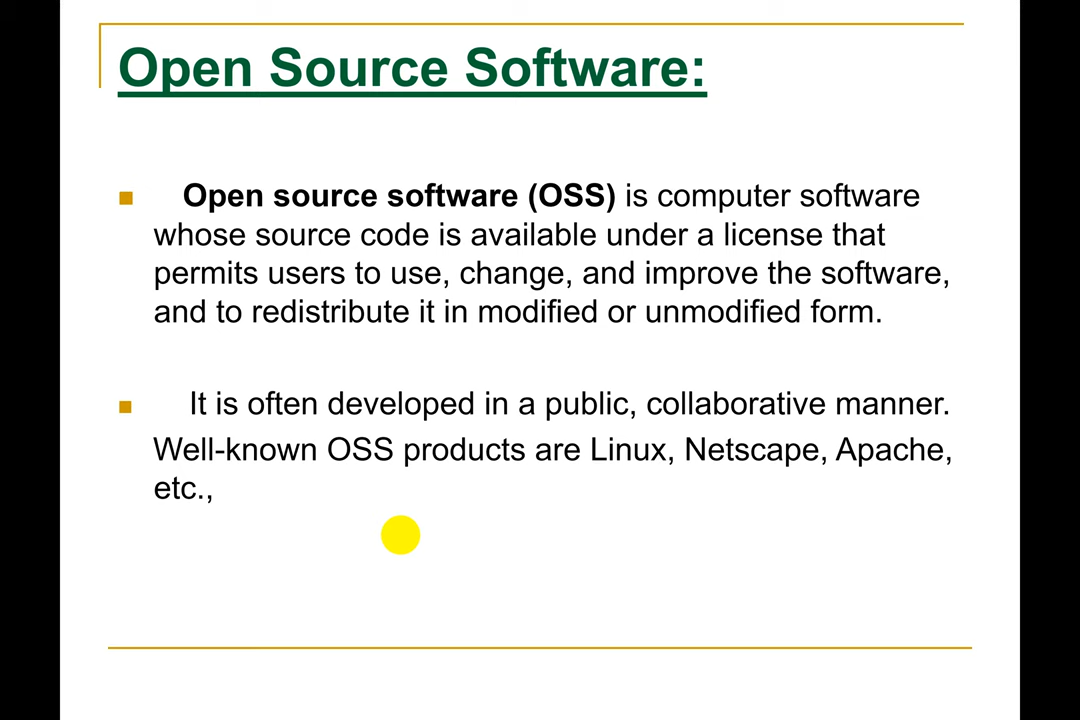 Open Source Software:
Open source software (OSS) is computer software
whose source code is available under a license that
permits users to use, change, and improve the software,
and to redistribute it in modified or unmodified form.
It is often developed in a public, collaborative manner.
Well-known OSS products are Linux, Netscape, Apache,
etc.,